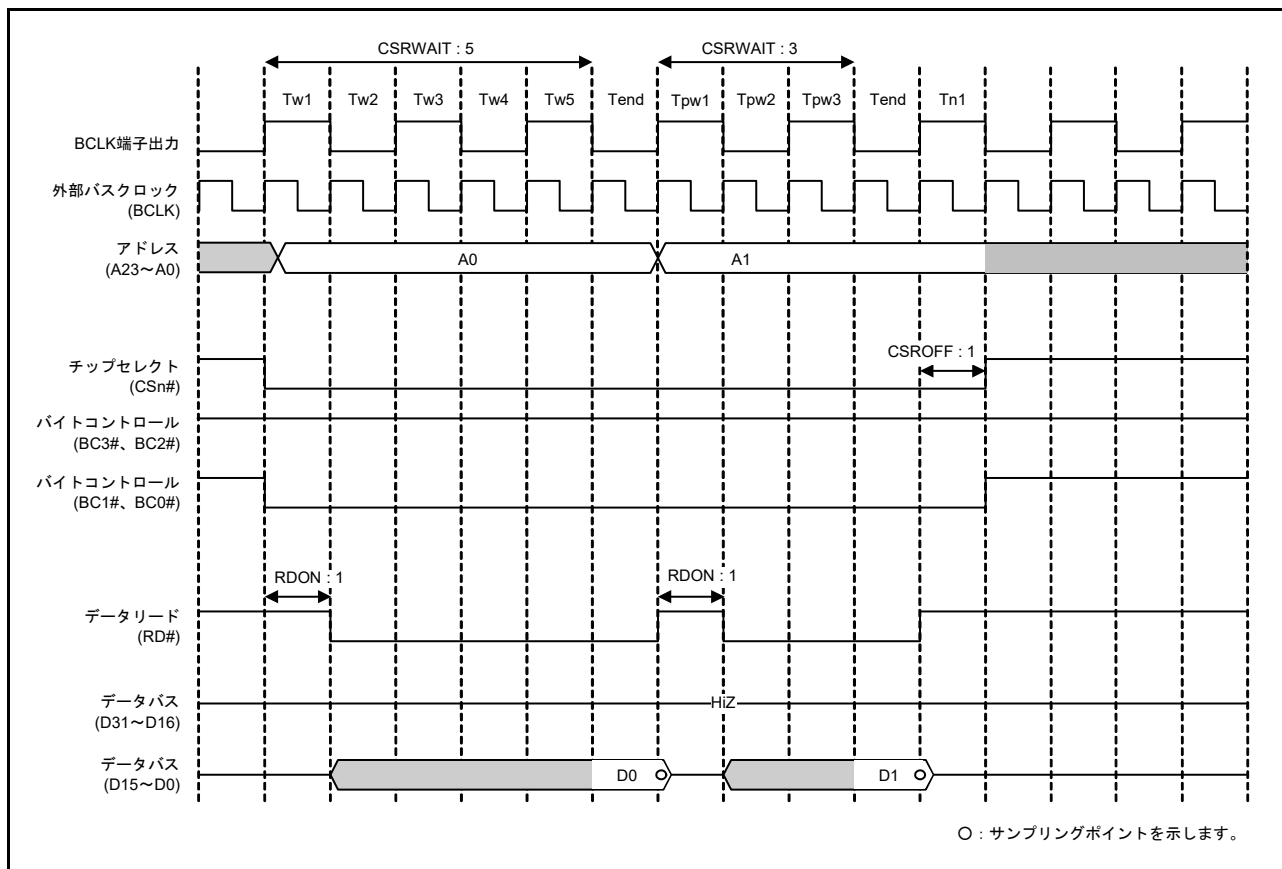 CSRWAIT : 5
CSRWAIT : 3
Tw1 Tw2 Tw3 Tw4 Tw5 Tend Tpw1 Tpw2 Tpw3 Tend Tn1
BCLK端子出力
外部バスクロック
(BCLK)
アドレス
(A23～A0)
A0
A1
チップセレクト
(CSn#)
CSROFF : 1
バイトコントロール
(BC3#、BC2#)
バイトコントロール
(BC1#、BC0#)
RDON : 1
RDON : 1
データリード
(RD#)
データバス
(D31～D16)
HiZ
データバス
(D15～D0)
D0
D1
○ : サンプリングポイントを示します。